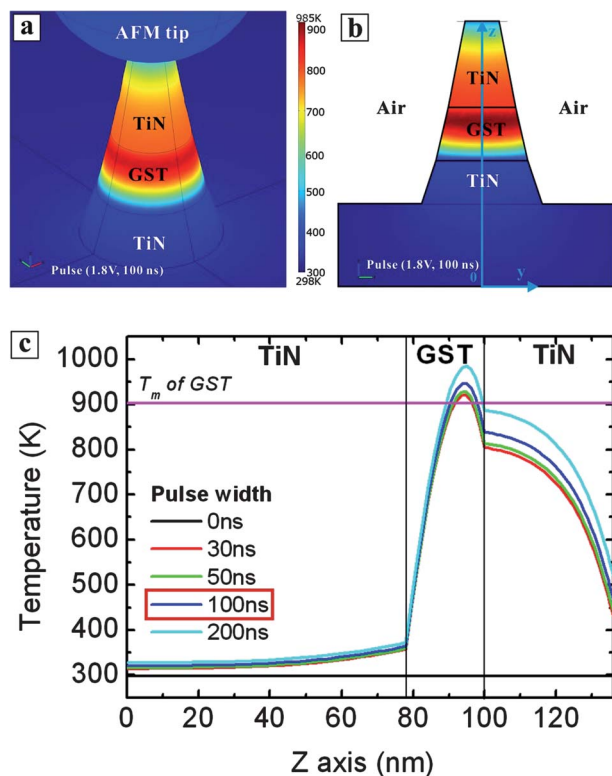 a
AFM tip
TiN
GST
TiN
Pulse (1.8V, 100 ns)
985K
900
800
700
600
500
400
300
298K
b
z
TiN
Air
GST
Air
TiN
Pulse (1.8V, 100 ns)
0
y
c
TiN
GST
TiN
Tm of GST
Pulse width
0ns
30ns
50ns
100ns
200ns
1000
900
800
700
600
500
400
300
Temperature (K)
0 20 40 60 80 100 120
Z axis (nm)